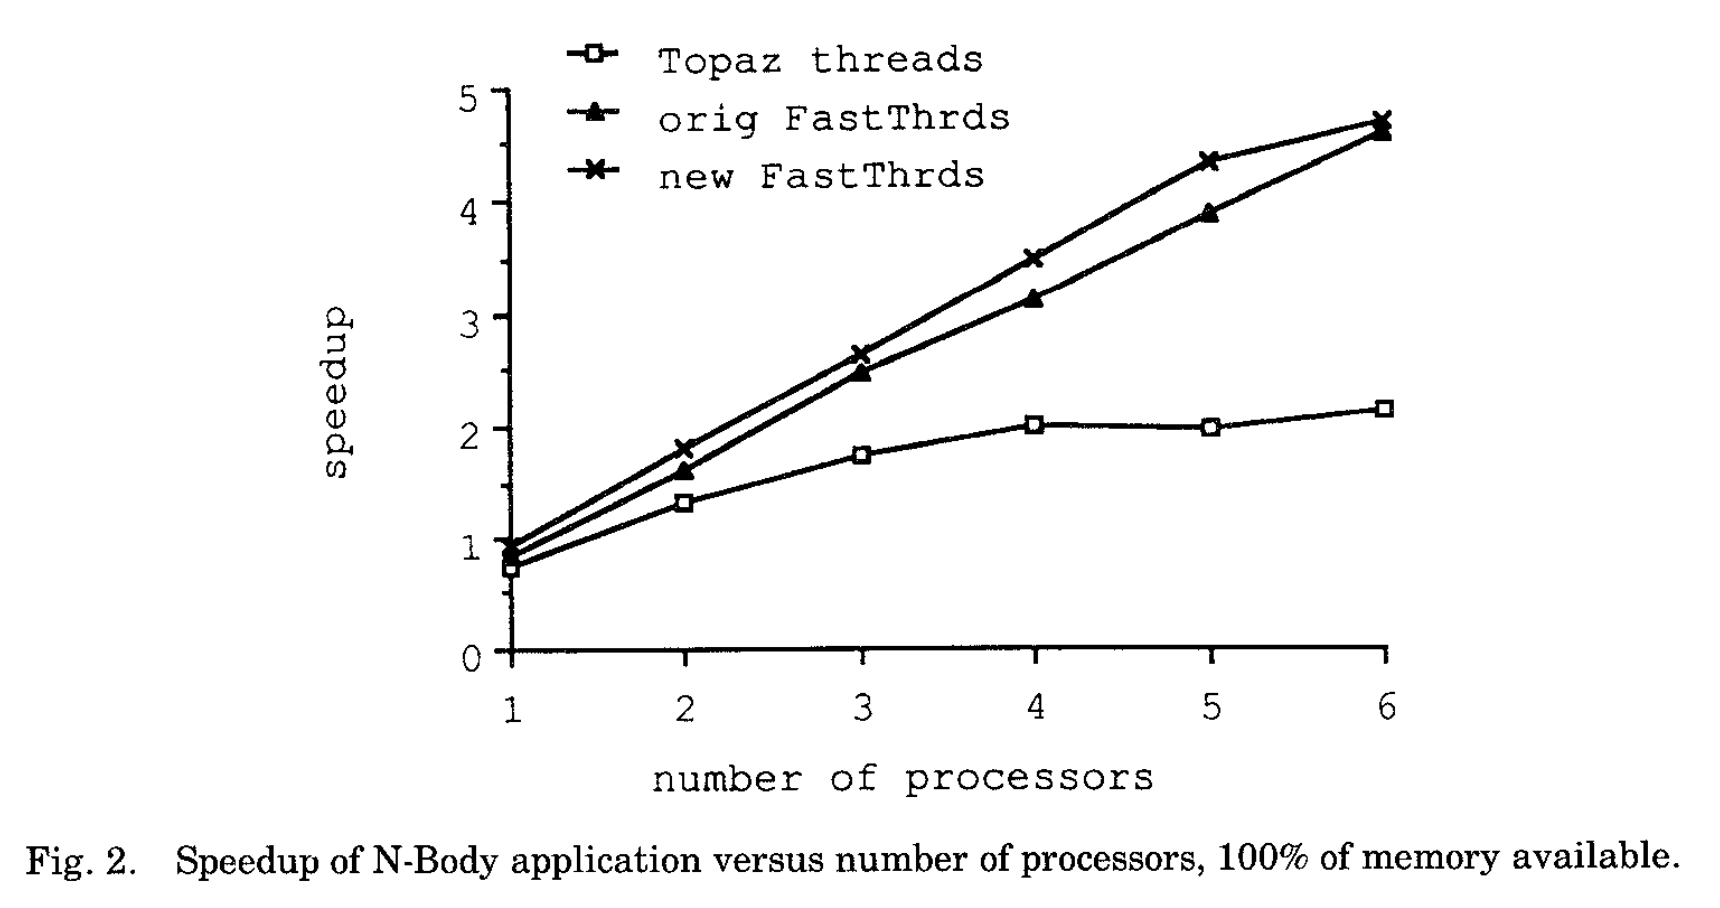 Topaz threads
orig FastThrds
new FastThrds
5
4
3
2
1
0
speedup
1 2 3 4 5 6
number of processors
Fig. 2. Speedup of N-Body application versus number of processors, 100% of memory available.